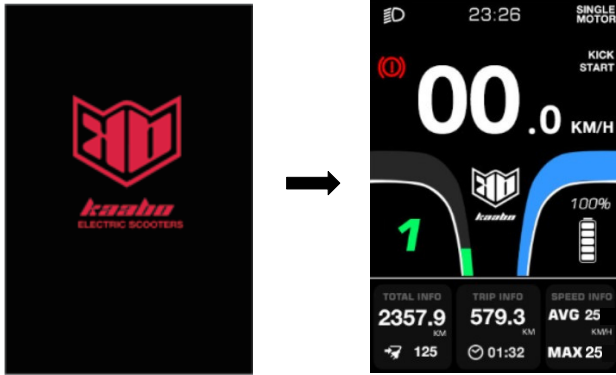 kaabo
ELECTRIC SCOOTERS
23:26
SINGLE
MOTOR
KICK
START
00.0 KM/H
kaabo
1
100%
TOTAL INFO
2357.9
KM
125
TRIP INFO
579.3
KM
01:32
SPEED INFO
AVG 25
KM/H
MAX 25